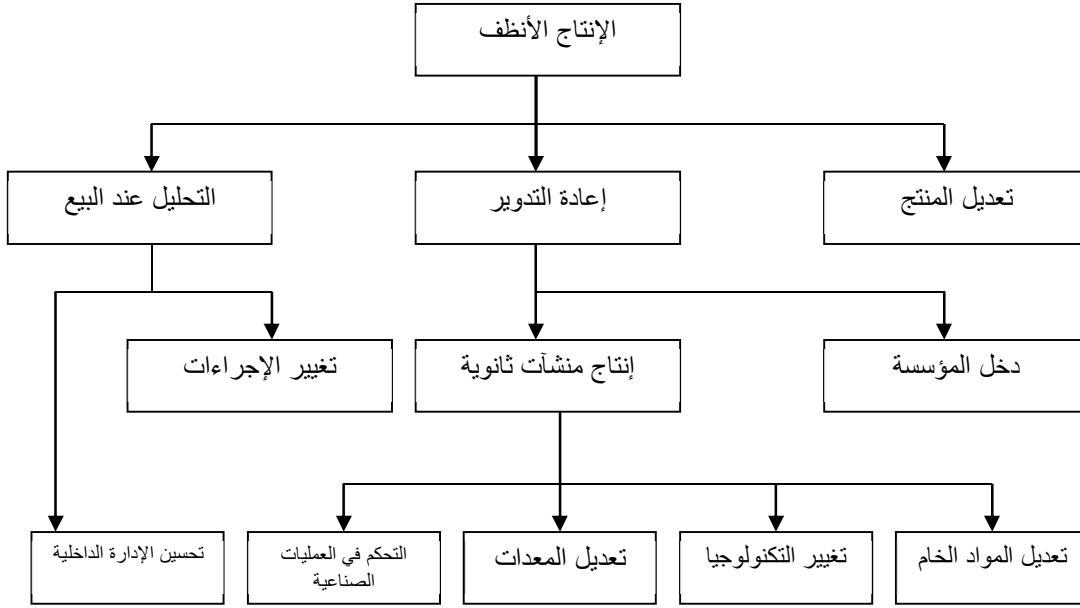 الإنتاج الأنظف
تعديل المنتج
إعادة التدوير
التحليل عند البيع
دخل المؤسسة
إنتاج منشآت ثانوية
تغيير الإجراءات
تعديل المواد الخام
تغيير التكنولوجيا
تعديل المعدات
التحكم في العمليات
الصناعية
تحسين الإدارة الداخلية